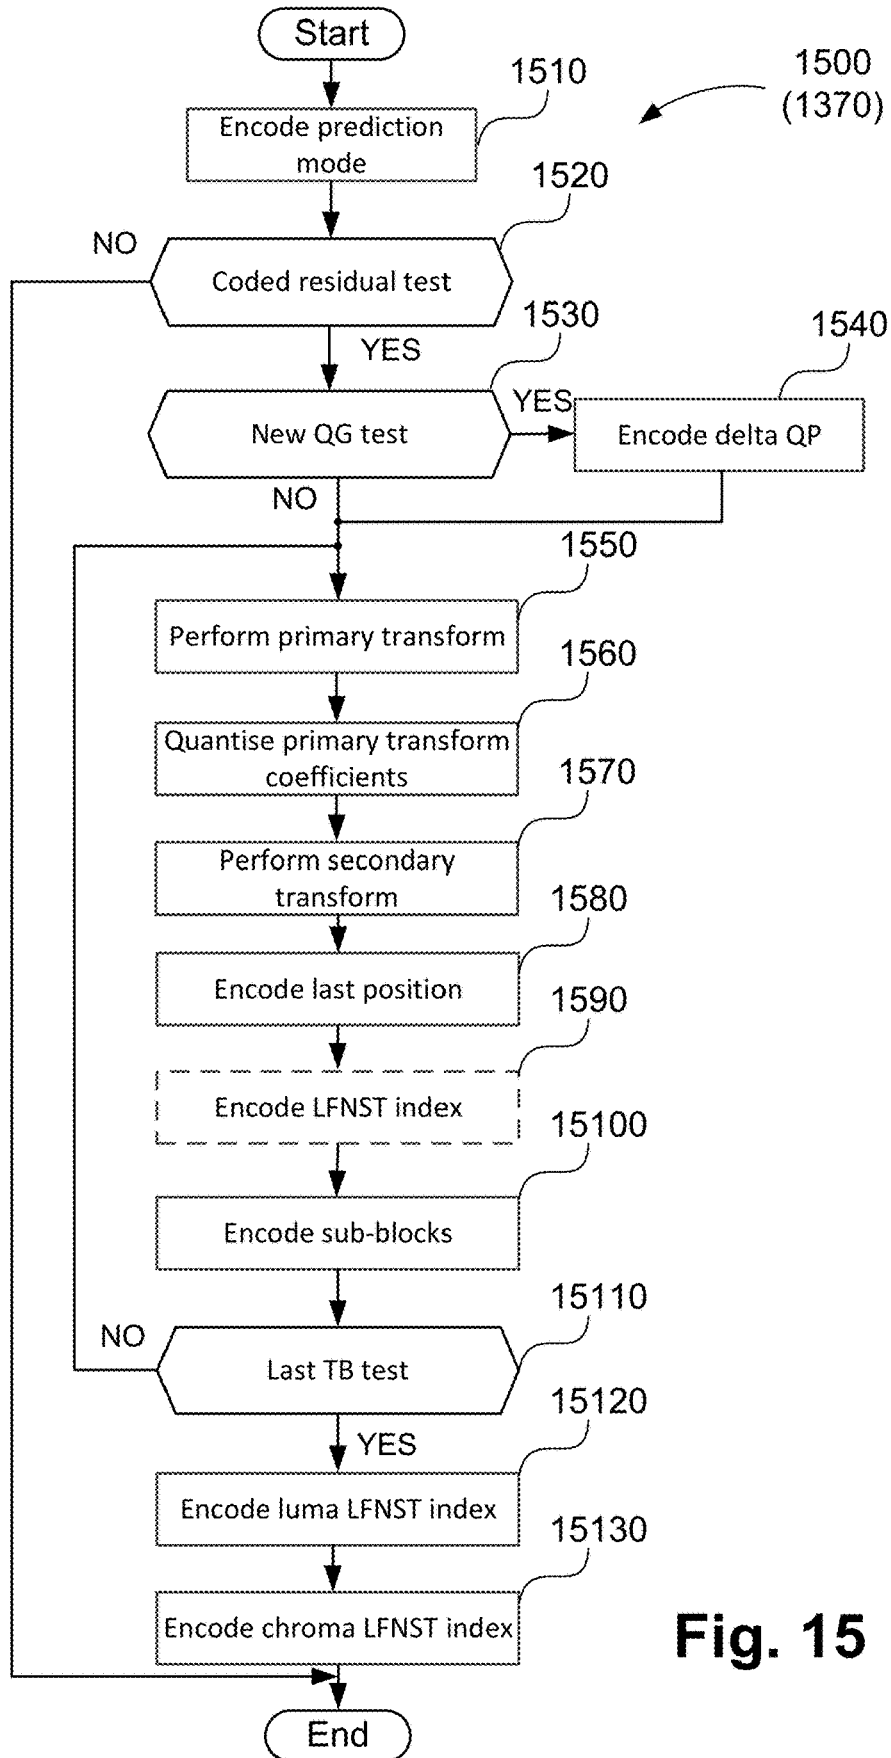 Start
1500
(1370)
1510
Encode prediction
mode
1520
NO
Coded residual test
YES
1530
1540
New QG test
YES
Encode delta QP
NO
1550
Perform primary transform
1560
Quantise primary transform
coefficients
1570
Perform secondary
transform
1580
Encode last position
1590
Encode LFNST index
15100
Encode sub-blocks
15110
NO
Last TB test
15120
YES
Encode luma LFNST index
15130
Encode chroma LFNST index
Fig. 15
End